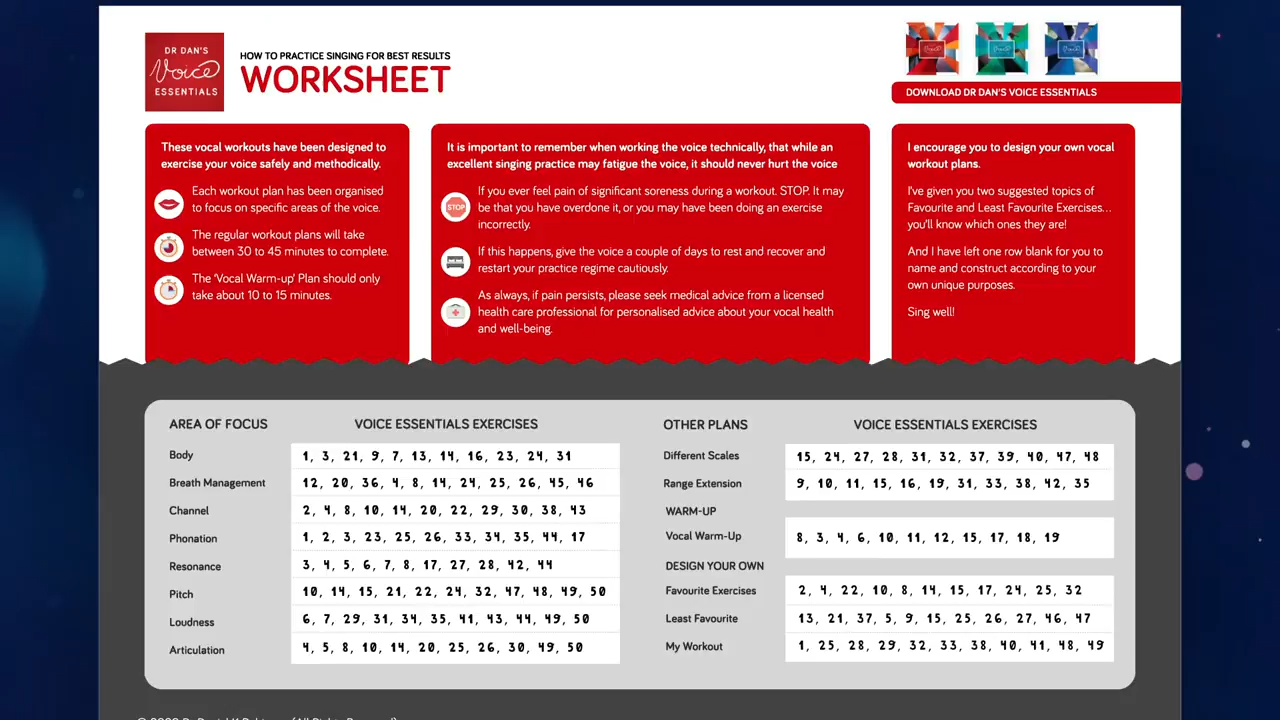 DR DAN'S
Voice
ESSENTIALS
HOW TO PRACTICE SINGING FOR BEST RESULTS
WORKSHEET
DOWNLOAD DR DAN'S VOICE ESSENTIALS
These vocal workouts have been designed to
exercise your voice safely and methodically.
Each workout plan has been organised
to focus on specific areas of the voice.
The regular workout plans will take
between 30 to 45 minutes to complete.
The 'Vocal Warm-up' Plan should only
take about 10 to 15 minutes.
It is important to remember when working the voice technically, that while an
excellent singing practice may fatigue the voice, it should never hurt the voice
STOP
If you ever feel pain of significant soreness during a workout. STOP. It may
be that you have overdone it, or you may have been doing an exercise
incorrectly.
If this happens, give the voice a couple of days to rest and recover and
restart your practice regime cautiously.
As always, if pain persists, please seek medical advice from a licensed
health care professional for personalised advice about your vocal health
and well-being.
I encourage you to design your own vocal
workout plans.
I've given you two suggested topics of
Favourite and Least Favourite Exercises...
you'll know which ones they are!
And I have left one row blank for you to
name and construct according to your
own unique purposes.
Sing well!
AREA OF FOCUS VOICE ESSENTIALS EXERCISES
Body 1, 3, 21, 9, 7, 13, 14, 16, 23, 24, 31
Breath Management 12, 20, 36, 4, 8, 14, 24, 25, 26, 45, 46
Channel 2, 4, 8, 10, 14, 20, 22, 29, 30, 38, 43
Phonation 1, 2, 3, 23, 25, 26, 33, 34, 35, 44, 17
Resonance 3, 4, 5, 6, 7, 8, 17, 27, 28, 42, 44
Pitch 10, 14, 15, 21, 22, 24, 32, 47, 48, 49, 50
Loudness 6, 7, 29, 31, 34, 35, 41, 43, 44, 49, 50
Articulation 4, 5, 8, 10, 14, 20, 25, 26, 30, 49, 50
OTHER PLANS VOICE ESSENTIALS EXERCISES
Different Scales 15, 24, 27, 28, 31, 32, 37, 39, 40, 47, 48
Range Extension 9, 10, 11, 15, 16, 19, 31, 33, 38, 42, 35
WARM-UP
Vocal Warm-Up 8, 3, 4, 6, 10, 11, 12, 15, 17, 18, 19
DESIGN YOUR OWN
Favourite Exercises 2, 4, 22, 10, 8, 14, 15, 17, 24, 25, 32
Least Favourite 13, 21, 37, 5, 9, 15, 25, 26, 27, 46, 47
My Workout 1, 25, 28, 29, 32, 33, 38, 40, 41, 48, 49